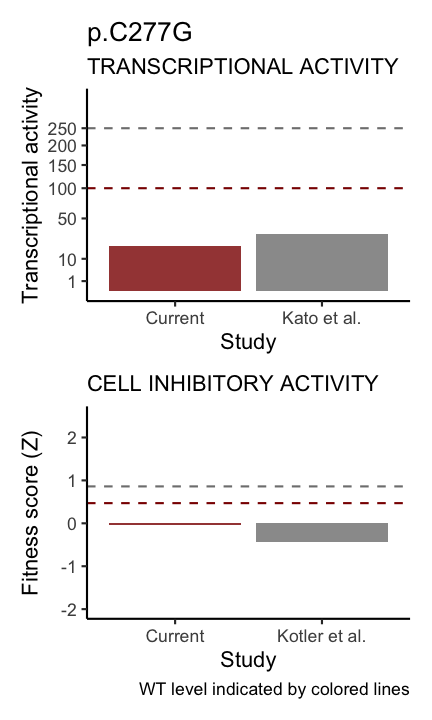 p.C277G
TRANSCRIPTIONAL ACTIVITY
Transcriptional activity
250
200
150
100
50
10
1
Current
Kato et al.
Study
CELL INHIBITORY ACTIVITY
Fitness score (Z)
2
1
0
-1
-2
Current
Kotler et al.
Study
WT level indicated by colored lines